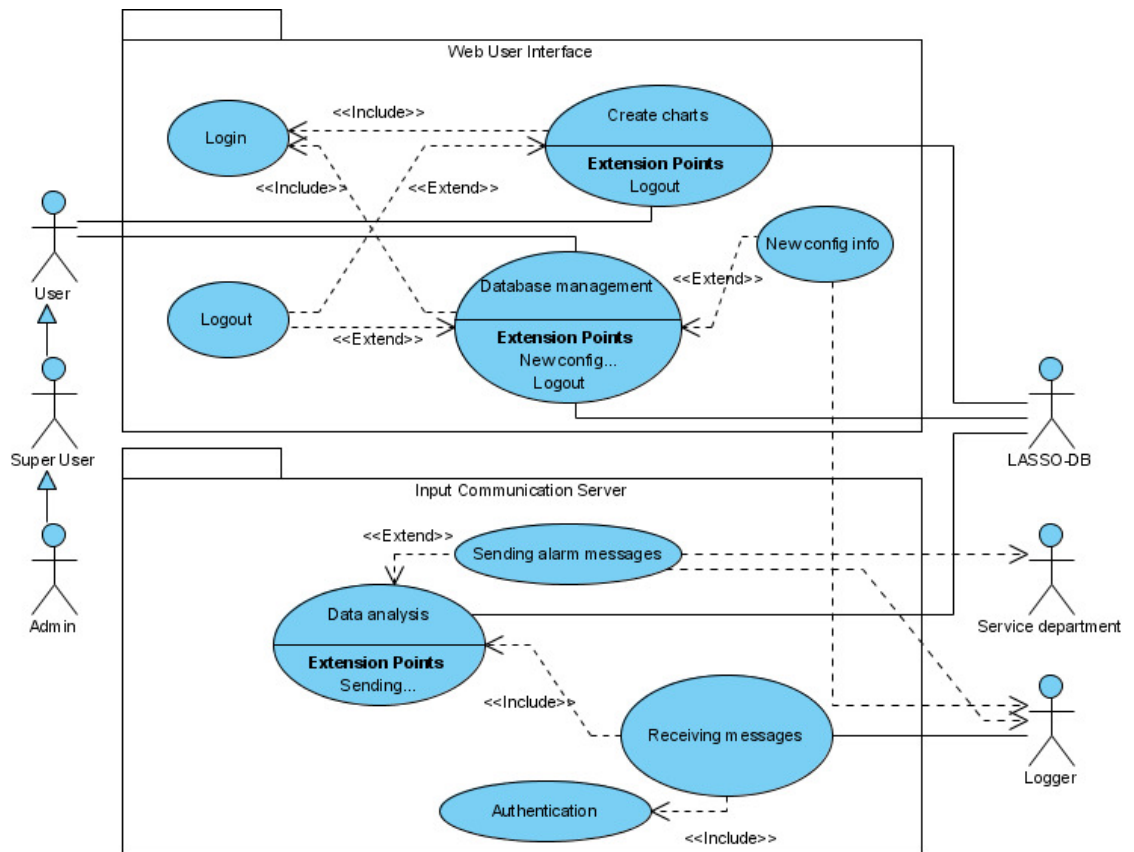 Web User Interface
<<Include>>
Create charts
Login
Extension Points
Logout
<<Include>>
<<Extend>>
New config info
<<Extend>>
Database management
User
Logout
Extension Points
<<Extend>>
New config...
Logout
Super User
LASSO-DB
Input Communication Server
<<Extend>>
Sending alarm messages
Data analysis
Admin
Service department
Extension Points
Sending...
<<Include>>
Receiving messages
Logger
Authentication
<<Include>>